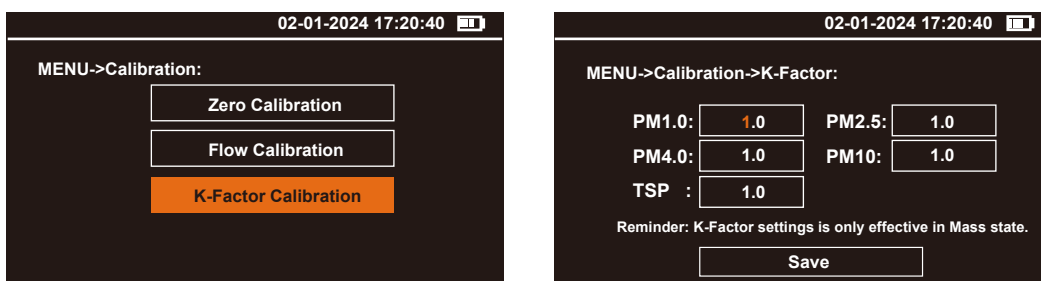 02-01-2024 17:20:40
MENU->Calibration:
Zero Calibration
Flow Calibration
K-Factor Calibration
02-01-2024 17:20:40
MENU->Calibration->K-Factor:
PM1.0: 1.0 PM2.5: 1.0
PM4.0: 1.0 PM10: 1.0
TSP : 1.0
Reminder: K-Factor settings is only effective in Mass state.
Save